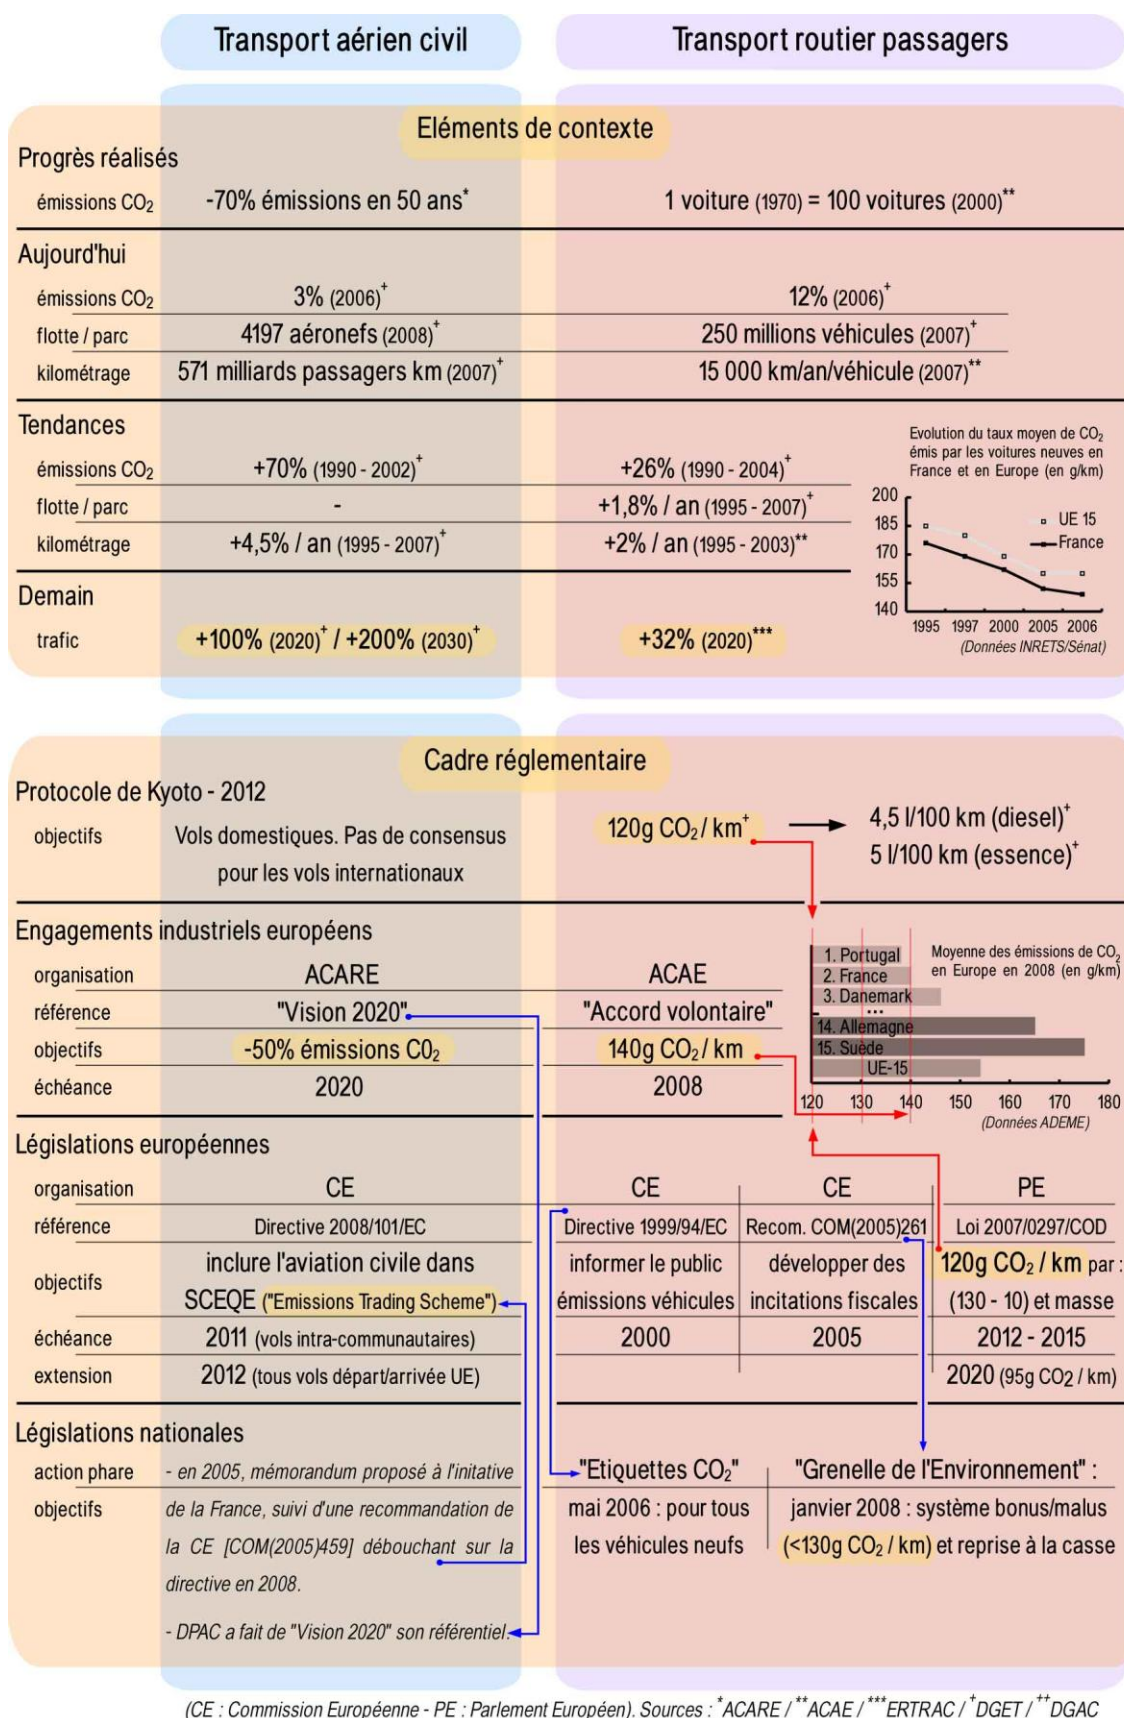 Transport aérien civil
Transport routier passagers
Eléments de contexte
Progrès réalisés
émissions CO₂ -70% émissions en 50 ans* 1 voiture (1970) = 100 voitures (2000)**
Aujourd'hui
émissions CO₂ 3% (2006)+ 12% (2006)+
flotte / parc 4197 aéronefs (2008)+ 250 millions véhicules (2007)+
kilométrage 571 milliards passagers km (2007)+ 15 000 km/an/véhicule (2007)**
Tendances
émissions CO₂ +70% (1990 - 2002)+ +26% (1990 - 2004)+
flotte / parc - +1,8% / an (1995 - 2007)+
kilométrage +4,5% / an (1995 - 2007)+ +2% / an (1995 - 2003)**
Evolution du taux moyen de CO₂
émis par les voitures neuves en
France et en Europe (en g/km)
200
185
170
155
140
UE 15
France
1995 1997 2000 2005 2006
(Données INRETS/Sénat)
Demain
trafic +100% (2020)+ / +200% (2030)+ +32% (2020)***
Cadre réglementaire
Protocole de Kyoto - 2012
objectifs Vols domestiques. Pas de consensus
pour les vols internationaux
120g CO₂ / km+
4,5 l/100 km (diesel)+
5 l/100 km (essence)+
Engagements industriels européens
organisation ACARE ACAE
référence "Vision 2020" "Accord volontaire"
objectifs -50% émissions C0₂ 140g CO₂ / km
échéance 2020 2008
Moyenne des émissions de CO₂
en Europe en 2008 (en g/km)
1. Portugal
2. France
3. Danemark
...
14. Allemagne
15. Suède
UE-15
120 130 140 150 160 170 180
(Données ADEME)
Législations européennes
organisation CE CE CE PE
référence Directive 2008/101/EC Directive 1999/94/EC Recom. COM(2005)261 Loi 2007/0297/COD
objectifs inclure l'aviation civile dans informer le public développer des 120g CO₂ / km par :
SCEQE ("Emissions Trading Scheme") émissions véhicules incitations fiscales (130 - 10) et masse
échéance 2011 (vols intra-communautaires) 2000 2005 2012 - 2015
extension 2012 (tous vols départ/arrivée UE) 2020 (95g CO₂ / km)
Législations nationales
action phare
objectifs
- en 2005, mémorandum proposé à l'initative
de la France, suivi d'une recommandation de
la CE [COM(2005)459] débouchant sur la
directive en 2008.
- DPAC a fait de "Vision 2020" son référentiel.
"Etiquettes CO₂"
mai 2006 : pour tous
les véhicules neufs
"Grenelle de l'Environnement" :
janvier 2008 : système bonus/malus
(<130g CO₂ / km) et reprise à la casse
(CE : Commission Européenne - PE : Parlement Européen). Sources : *ACARE / **ACAE / ***ERTRAC / +DGET / ++DGAC